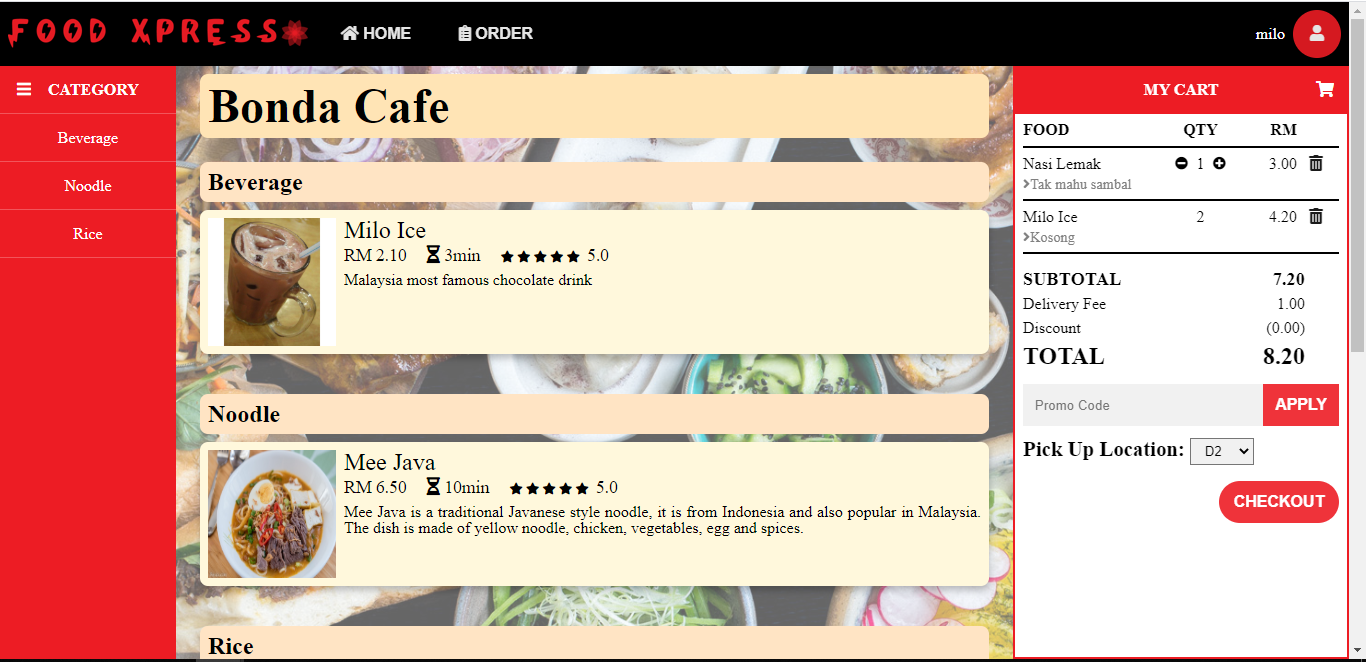 FOOD XPRESS
HOME
ORDER
milo
CATEGORY
Beverage
Noodle
Rice
Bonda Cafe
Beverage
Milo Ice
RM 2.10 3min 5.0
Malaysia most famous chocolate drink
Noodle
Mee Java
RM 6.50 10min 5.0
Mee Java is a traditional Javanese style noodle, it is from Indonesia and also popular in Malaysia.
The dish is made of yellow noodle, chicken, vegetables, egg and spices.
Rice
MY CART
FOOD QTY RM
Nasi Lemak 1 3.00
Tak mahu sambal
Milo Ice 2 4.20
Kosong
SUBTOTAL 7.20
Delivery Fee 1.00
Discount (0.00)
TOTAL 8.20
Promo Code APPLY
Pick Up Location: D2
CHECKOUT